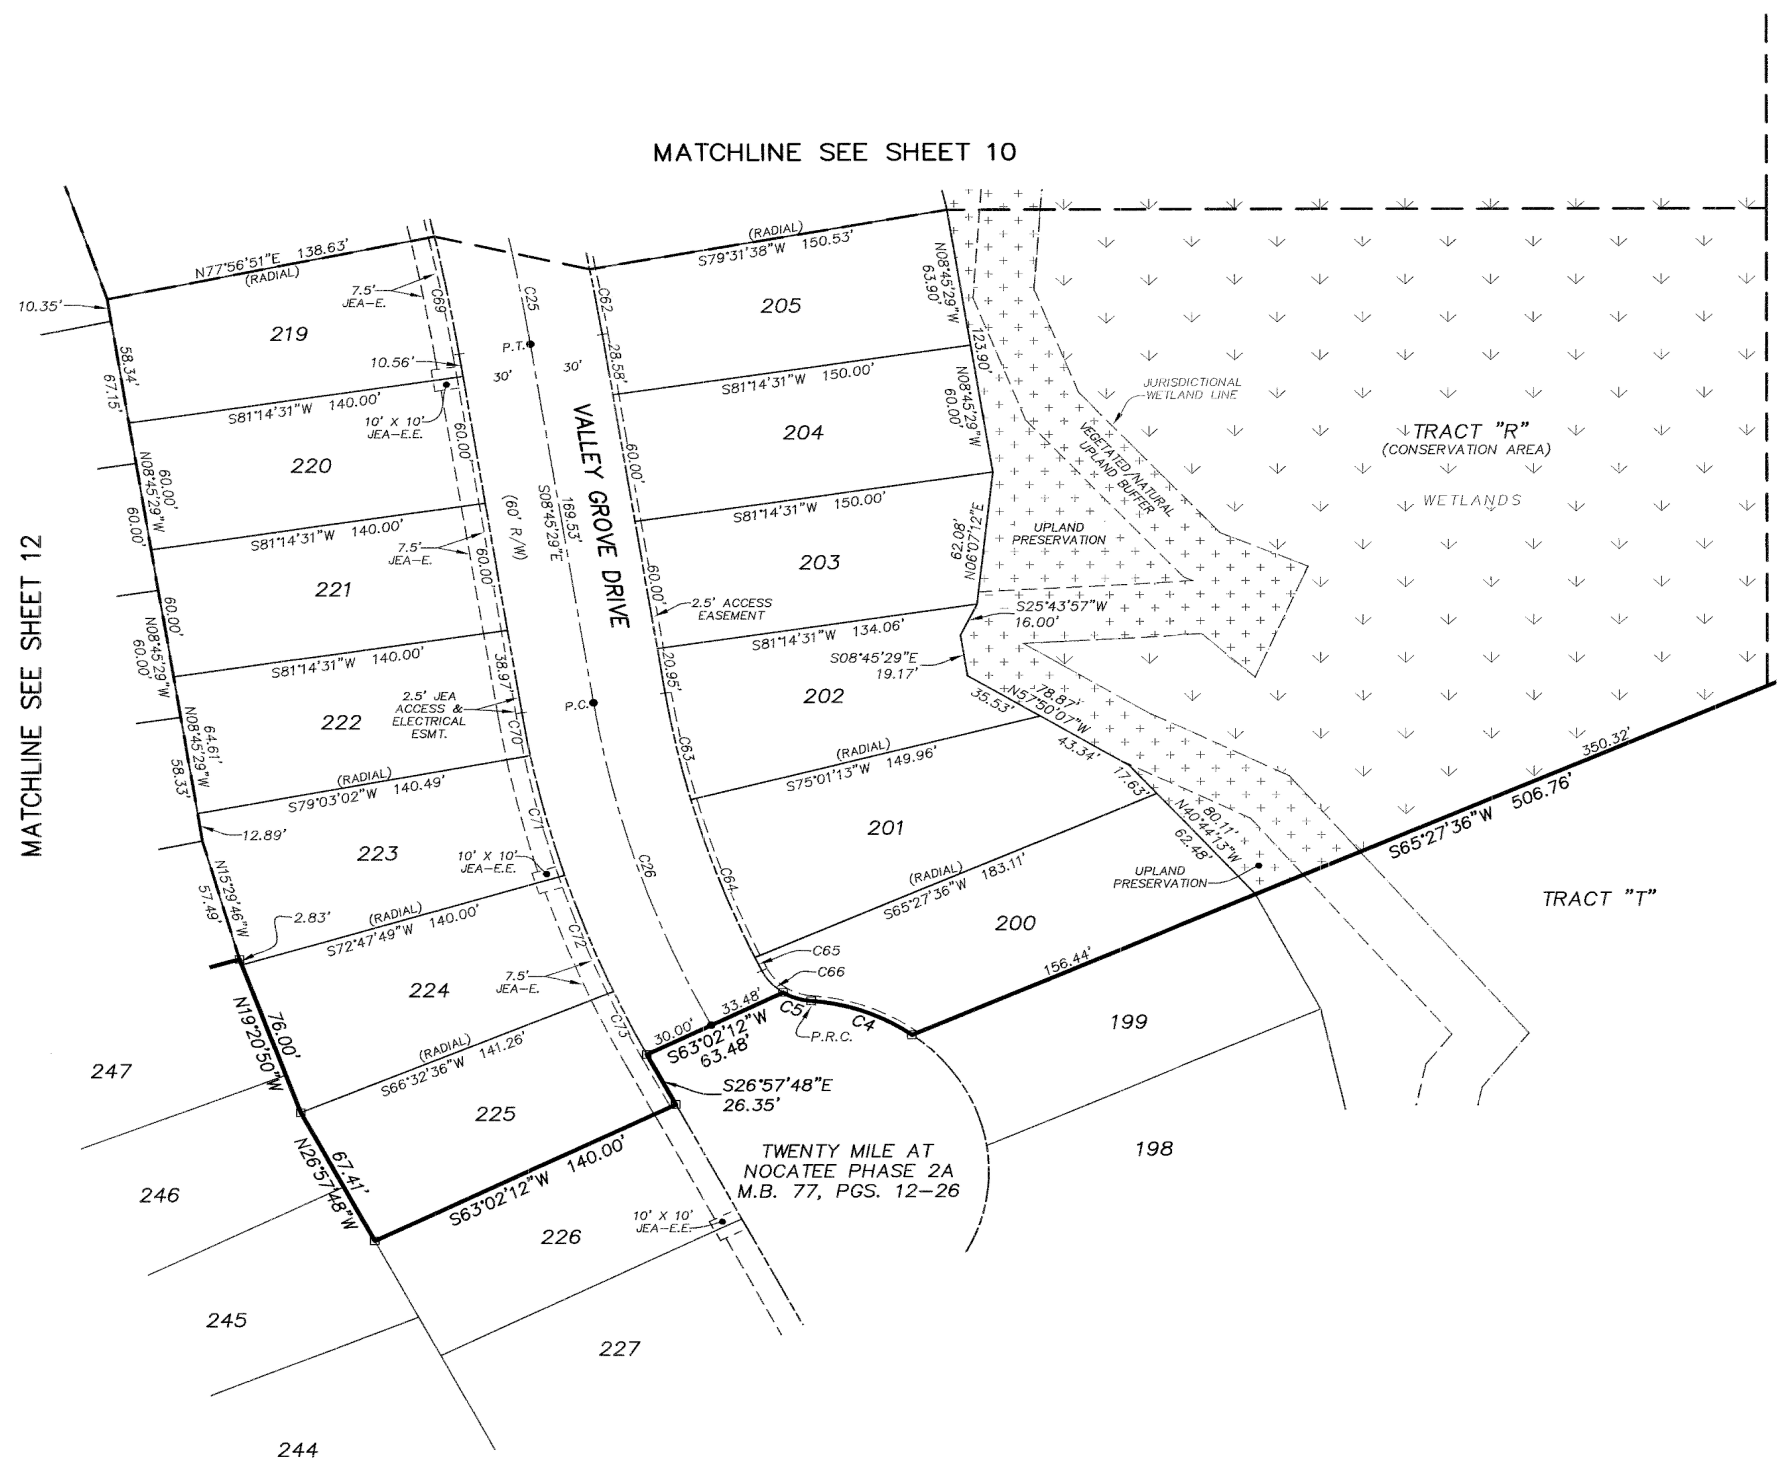 MATCHLINE SEE SHEET 10
MATCHLINE SEE SHEET 12
N77°56'51"E 138.63'
(RADIAL)
10.35'
7.5'
JEA-E.
C69
C25
C62
(RADIAL)
S79°31'38"W 150.53'
N08°45'29"W
63.90'
219
205
58.34'
67.15'
10.56'
P.T.
30'
30'
28.58'
123.90'
S81°14'31"W 140.00'
S81°14'31"W 150.00'
10' X 10'
JEA-E.E.
N08°45'29"W
60.00'
JURISDICTIONAL
WETLAND LINE
TRACT "R"
(CONSERVATION AREA)
WETLANDS
VEGETATED/NATURAL
UPLAND BUFFER
220
204
60.00'
N08°45'29"W
60.00'
60.00'
60.00'
VALLEY GROVE DRIVE
(60' R/W)
169.53'
S08°45'29"E
S81°14'31"W 140.00'
S81°14'31"W 150.00'
7.5'
JEA-E.
60.00'
60.00'
UPLAND
PRESERVATION
62.08'
N06°07'12"E
221
203
60.00'
N08°45'29"W
60.00'
2.5' ACCESS
EASEMENT
S25°43'57"W
16.00'
S81°14'31"W 140.00'
S81°14'31"W 134.06'
S08°45'29"E
19.17'
38.97'
20.95'
2.5' JEA
ACCESS &
ELECTRICAL
ESMT.
222
202
P.C.
C70
C63
78.87'
N57°50'07"W
35.53'
43.34'
64.61'
N08°45'29"W
58.33'
(RADIAL)
S79°03'02"W 140.49'
(RADIAL)
S75°01'13"W 149.96'
350.32'
S65°27'36"W 506.76'
17.63'
80.11'
N40°44'13"W
62.48'
12.89'
223
201
C71
10' X 10'
JEA-E.E.
C26
C64
UPLAND
PRESERVATION
TRACT "T"
N15°29'46"W
57.49'
2.83'
(RADIAL)
S72°47'49"W 140.00'
(RADIAL)
S65°27'36"W 183.11'
200
C72
C65
C66
156.44'
7.5'
JEA-E.
224
C73
30.00'
33.48'
S63°02'12"W
63.48'
C5
C4
P.R.C.
199
76.00'
N19°20'50"W
(RADIAL)
S66°32'36"W 141.26'
S26°57'48"E
26.35'
247
225
TWENTY MILE AT
NOCATEE PHASE 2A
M.B. 77, PGS. 12-26
198
67.41'
N26°57'48"W
S63°02'12"W 140.00'
246
226
10' X 10'
JEA-E.E.
245
227
244